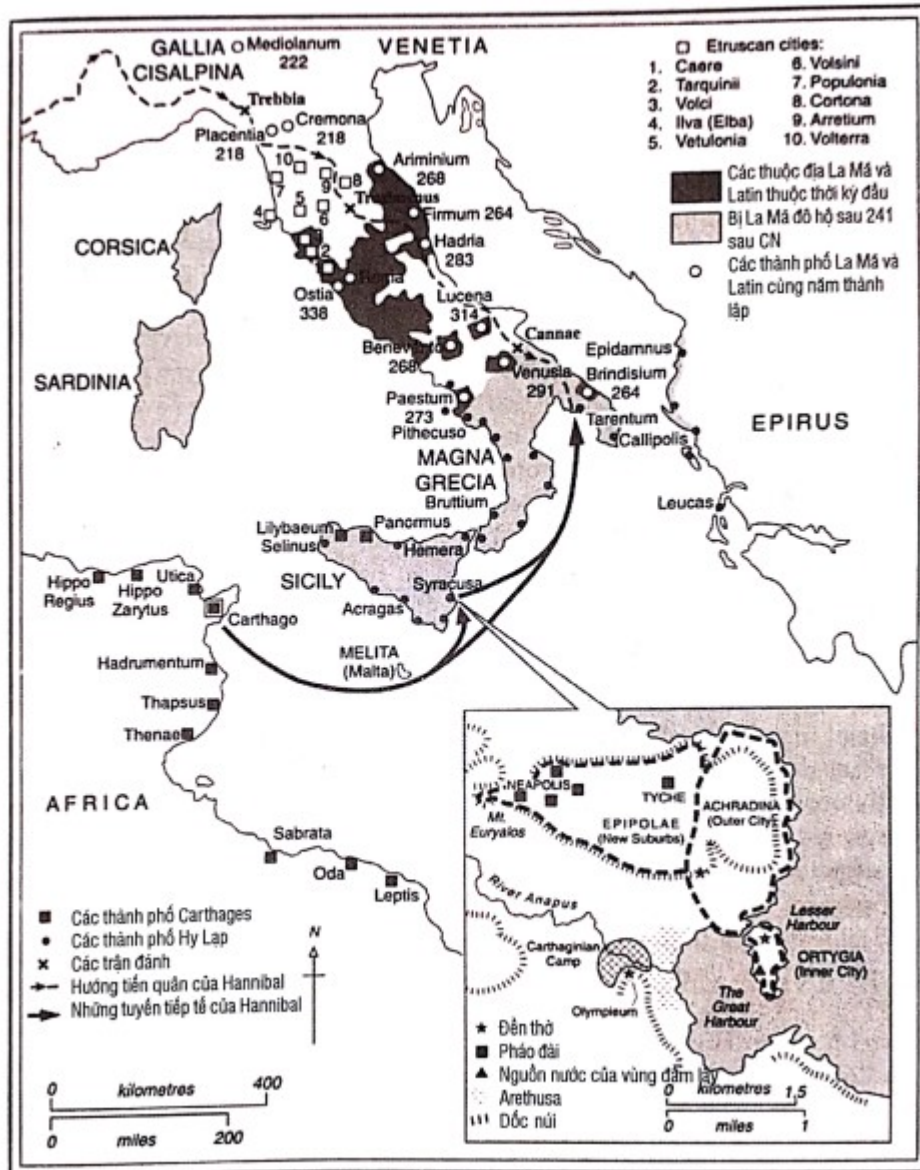 GALLIA
CISALPINA
Mediolanum
222
VENETIA
Trebbia
Cremona
218
Placentia
218
Ariminium
268
Firmum 264
Hadria
283
CORSICA
SARDINIA
Roma
Ostia
338
Lucena
314
Cannae
268
Venusia
291
Epidamnus
Brindisium
264
Paestum
273
Pithecuso
Tarentum
Callipolis
EPIRUS
MAGNA
GRECIA
Bruttium
Leucas
Lilybaeum
Selinus
Panormus
Hemera
SICILY
Syracusa
Acragas
Hippo
Regius
Hippo
Zarytus
Utica
Carthago
MELITA
(Malta)
Hadrumentum
Thapsus
Thenae
AFRICA
Sabrata
Oda
Leptis
10
9
8
7
6
5
4
2
Etruscan cities:
1. Caere
2. Tarquinii
3. Volci
4. Ilva (Elba)
5. Vetulonia
6. Volsini
7. Populonia
8. Cortona
9. Arretium
10. Volterra
Các thuộc địa La Mã và
Latin thuộc thời kỳ đầu
Bị La Mã đô hộ sau 241
sau CN
Các thành phố La Mã và
Latin cùng năm thành
lập
Các thành phố Carthages
Các thành phố Hy Lạp
Các trận đánh
Hướng tiến quân của Hannibal
Những tuyến tiếp tế của Hannibal
N
0 kilometres 400
0 miles 200
NEAPOLIS
TYCHE
Mt.
Euryalos
EPIPOLAE
(New Suburbs)
ACHRADINA
(Outer City)
River Anapus
Lesser
Harbour
ORTYGIA
(Inner City)
Carthaginian
Camp
Olympieum
The
Great
Harbour
Đền thờ
Pháo đài
Nguồn nước của vùng đầm lầy
Arethusa
Dốc núi
0 kilometres 1,5
0 miles 1